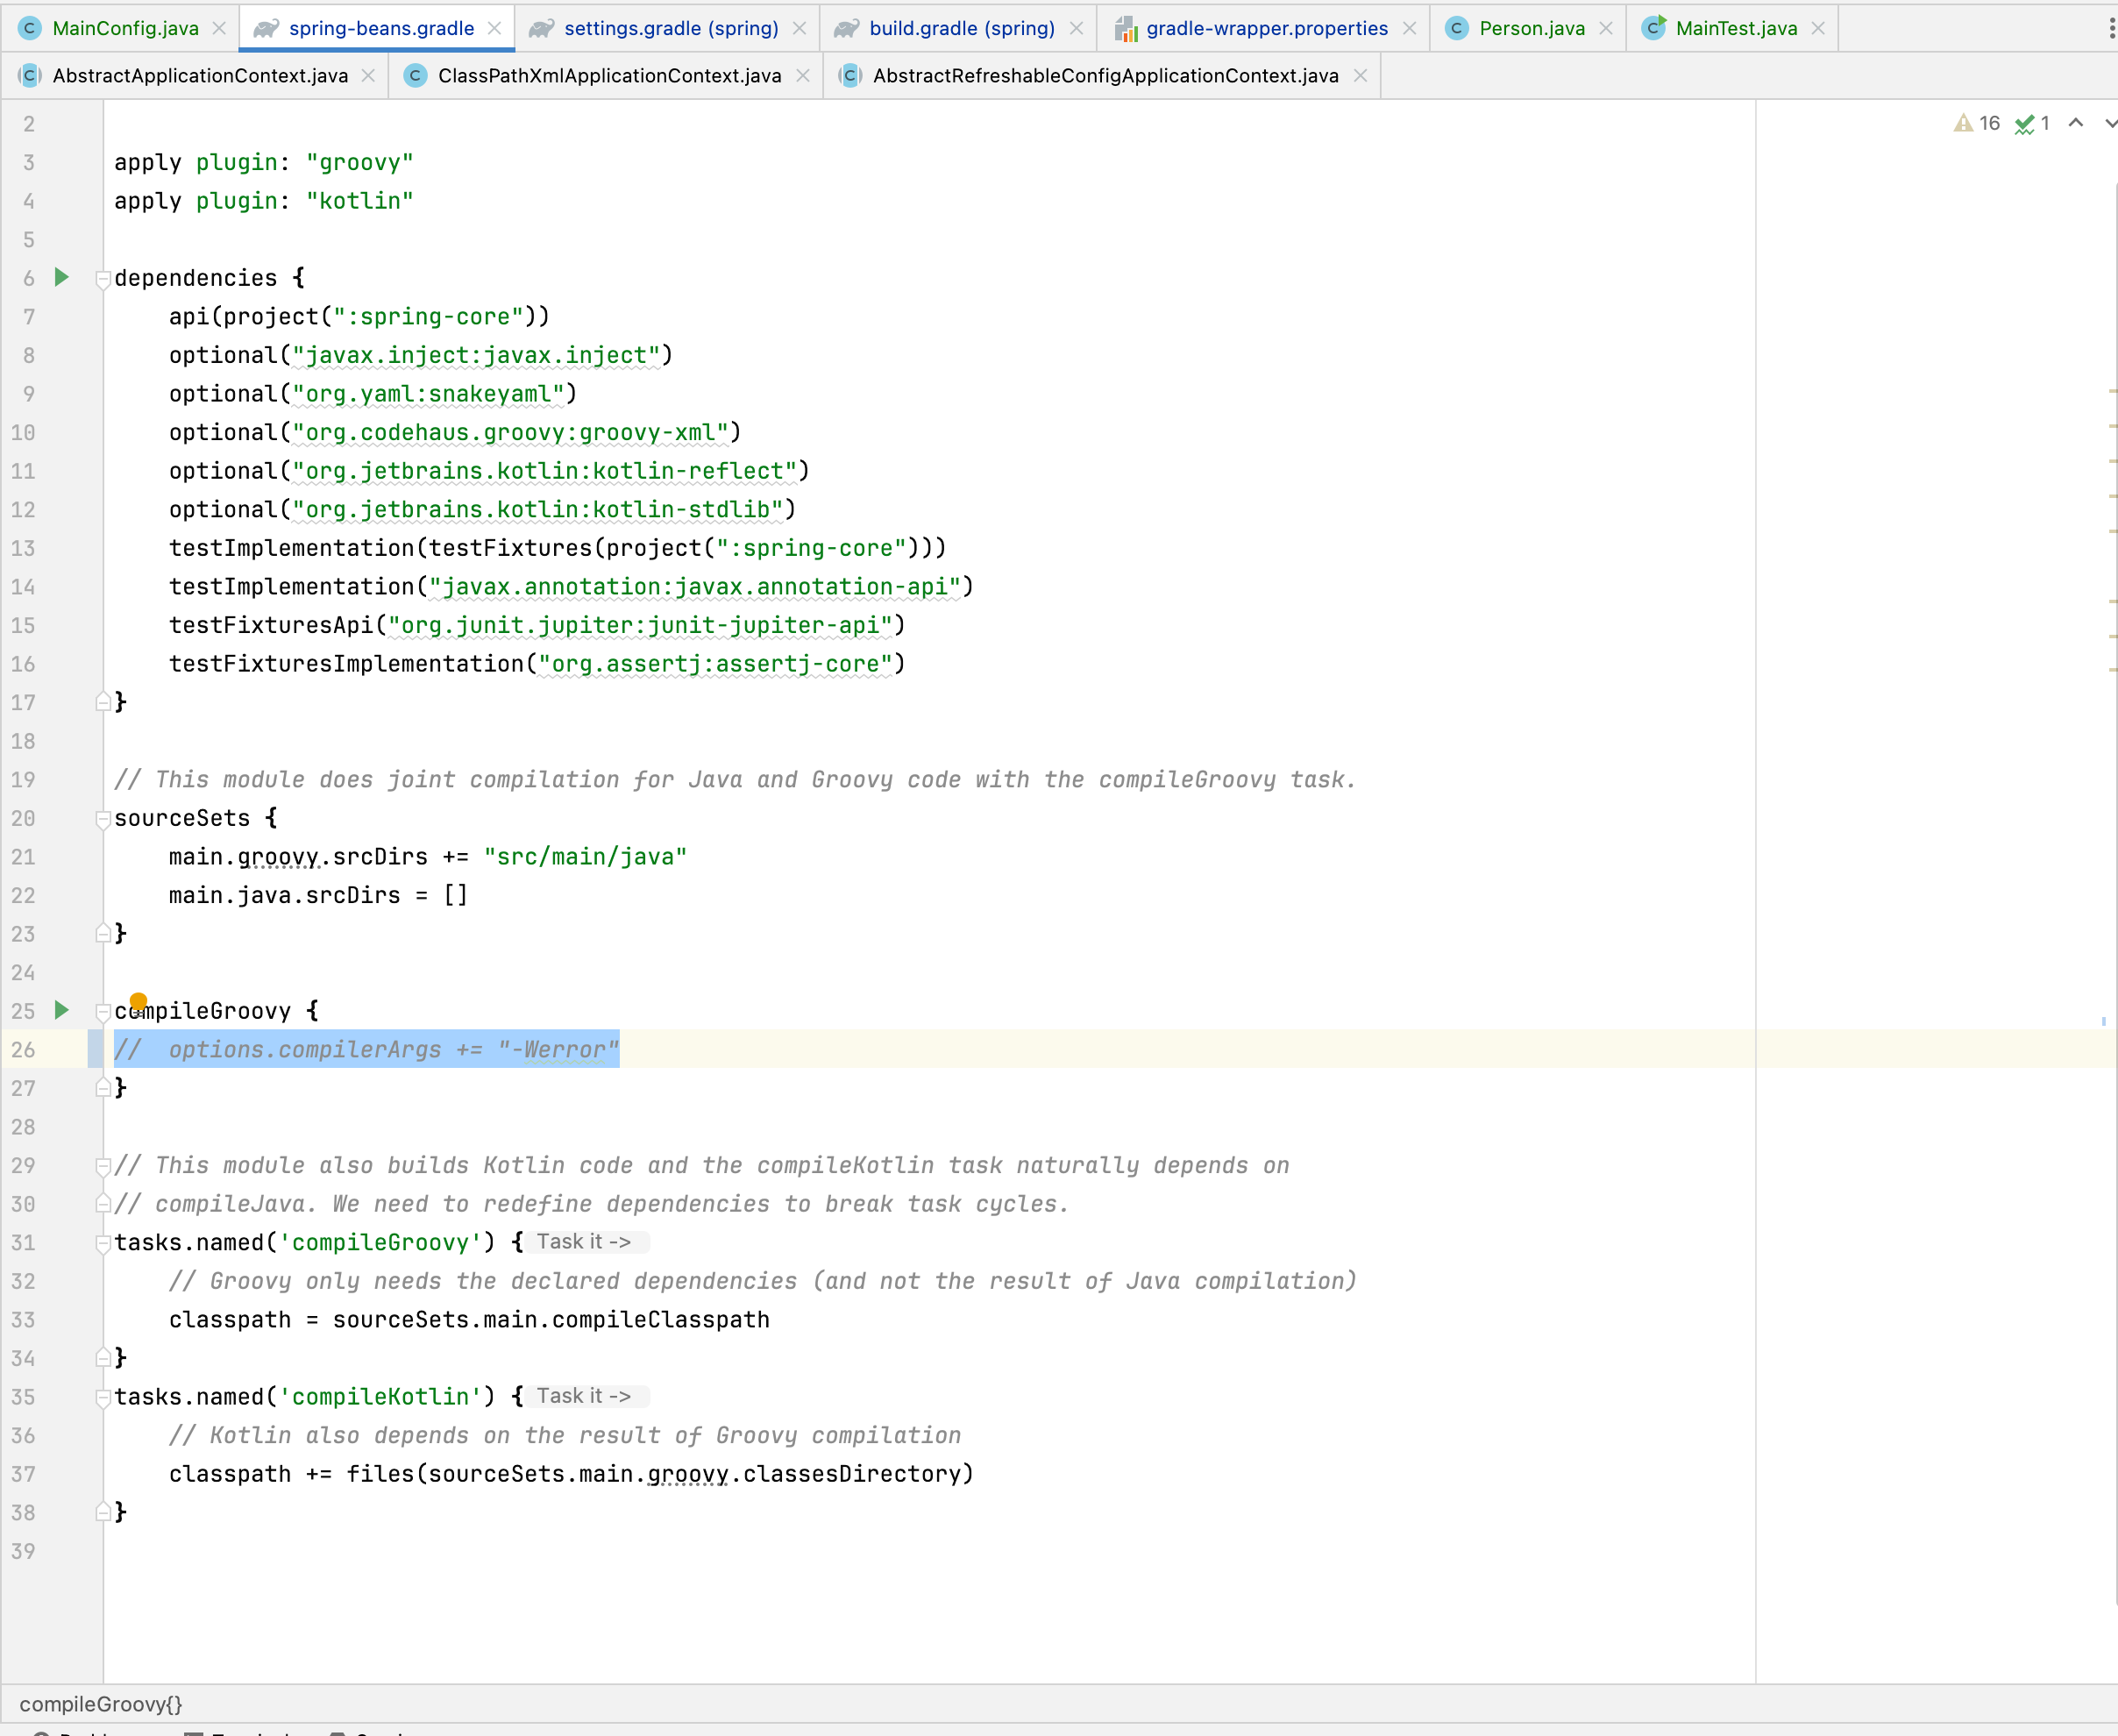 MainConfig.java spring-beans.gradle settings.gradle (spring) build.gradle (spring) gradle-wrapper.properties Person.java MainTest.java
AbstractApplicationContext.java ClassPathXmlApplicationContext.java AbstractRefreshableConfigApplicationContext.java
16 1
2
3 apply plugin: "groovy"
4 apply plugin: "kotlin"
5
6 dependencies {
7 api(project(":spring-core"))
8 optional("javax.inject:javax.inject")
9 optional("org.yaml:snakeyaml")
10 optional("org.codehaus.groovy:groovy-xml")
11 optional("org.jetbrains.kotlin:kotlin-reflect")
12 optional("org.jetbrains.kotlin:kotlin-stdlib")
13 testImplementation(testFixtures(project(":spring-core")))
14 testImplementation("javax.annotation:javax.annotation-api")
15 testFixturesApi("org.junit.jupiter:junit-jupiter-api")
16 testFixturesImplementation("org.assertj:assertj-core")
17 }
18
19 // This module does joint compilation for Java and Groovy code with the compileGroovy task.
20 sourceSets {
21 main.groovy.srcDirs += "src/main/java"
22 main.java.srcDirs = []
23 }
24
25 compileGroovy {
26 // options.compilerArgs += "-Werror"
27 }
28
29 // This module also builds Kotlin code and the compileKotlin task naturally depends on
30 // compileJava. We need to redefine dependencies to break task cycles.
31 tasks.named('compileGroovy') { Task it ->
32 // Groovy only needs the declared dependencies (and not the result of Java compilation)
33 classpath = sourceSets.main.compileClasspath
34 }
35 tasks.named('compileKotlin') { Task it ->
36 // Kotlin also depends on the result of Groovy compilation
37 classpath += files(sourceSets.main.groovy.classesDirectory)
38 }
39
compileGroovy{}